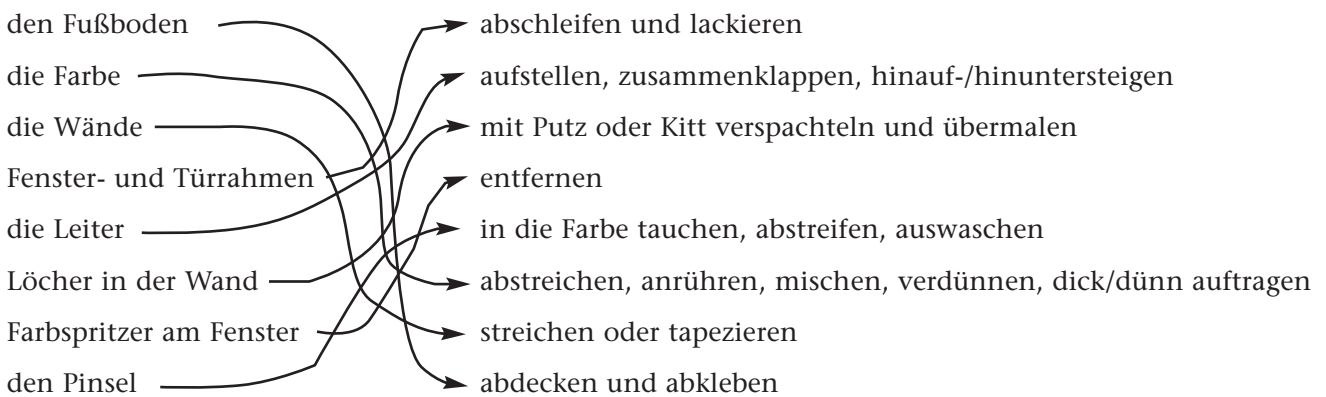 den Fußboden abschleifen und lackieren
die Farbe aufstellen, zusammenklappen, hinauf-/hinuntersteigen
die Wände mit Putz oder Kitt verspachteln und übermalen
Fenster- und Türrahmen entfernen
die Leiter in die Farbe tauchen, abstreifen, auswaschen
Löcher in der Wand abstreichen, anrühren, mischen, verdünnen, dick/dünn auftragen
Farbspritzer am Fenster streichen oder tapezieren
den Pinsel abdecken und abkleben